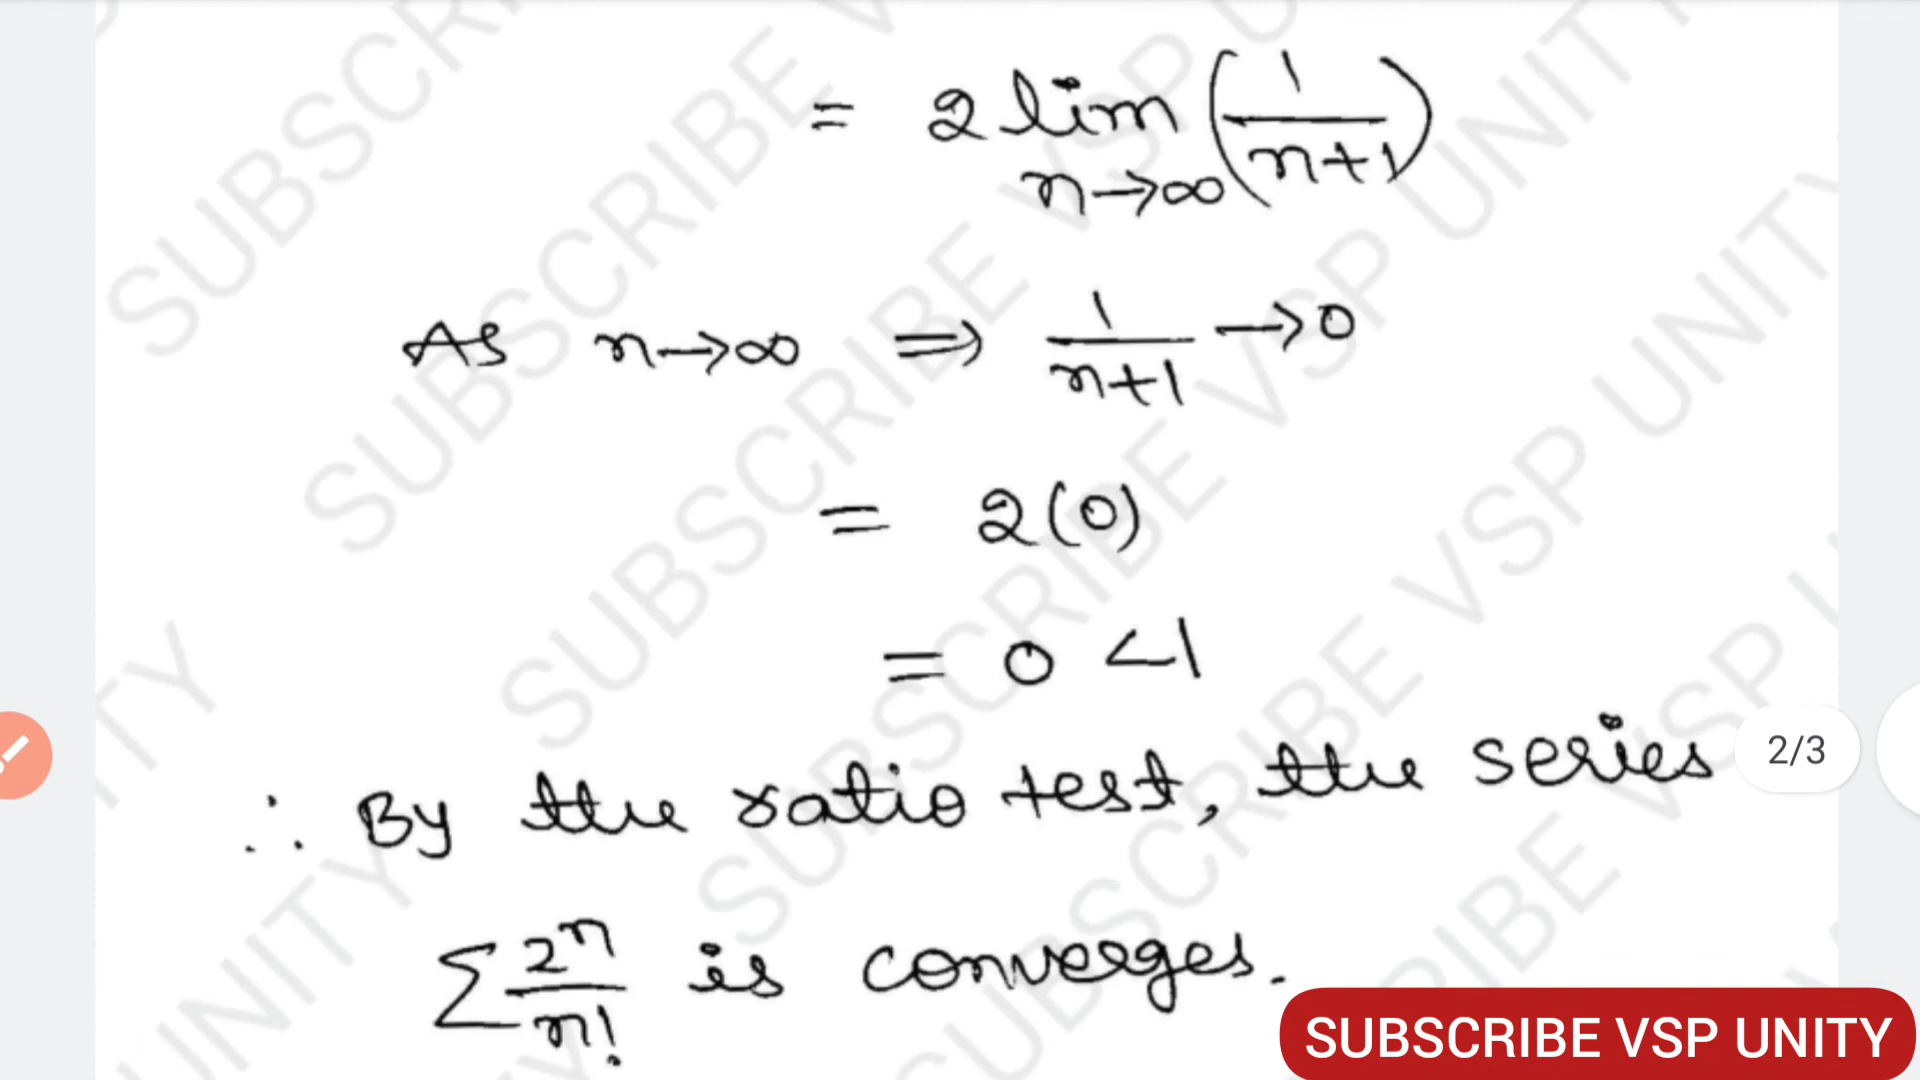 = 2 lim (1/(n+1))
n→∞
As n→∞ ⇒ 1/(n+1) →0
= 2(0)
= 0 <1
∴ By the ratio test, the series
2/3
∑ 2^n/n! is converges.
SUBSCRIBE VSP UNITY